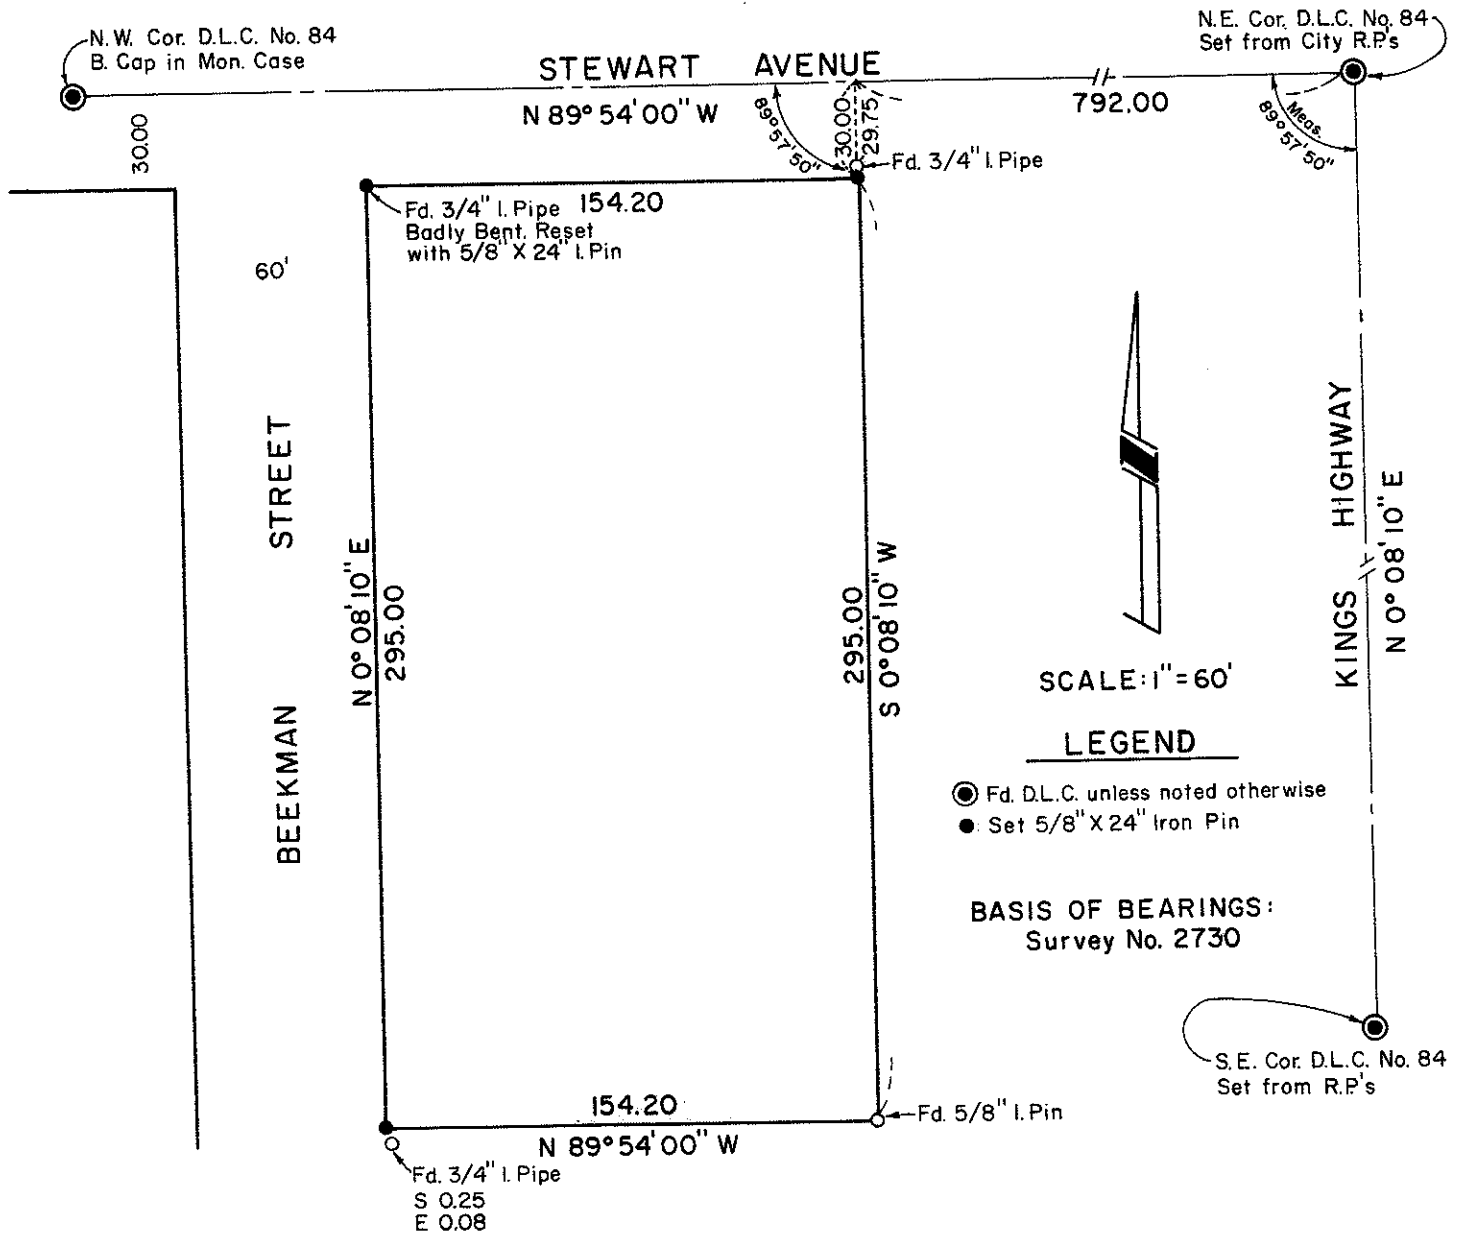 N.W. Cor. D.L.C. No. 84
B. Cap in Mon. Case
N.E. Cor. D.L.C. No. 84
Set from City R.P.'s
STEWART AVENUE
N 89° 54' 00" W
792.00
30.00
89° 57' 50"
30.00
29.75
Meas.
89° 57' 50"
Fd. 3/4" I. Pipe
Fd. 3/4" I. Pipe
Badly Bent. Reset
with 5/8" X 24" I. Pin
154.20
60'
BEEKMAN STREET
N 0° 08' 10" E
295.00
295.00
S 0° 08' 10" W
KINGS HIGHWAY
N 0° 08' 10" E
SCALE: 1" = 60'
LEGEND
Fd. D.L.C. unless noted otherwise
Set 5/8" X 24" Iron Pin
BASIS OF BEARINGS:
Survey No. 2730
S.E. Cor. D.L.C. No. 84
Set from R.P.'s
154.20
N 89° 54' 00" W
Fd. 5/8" I. Pin
Fd. 3/4" I. Pipe
S 0.25
E 0.08